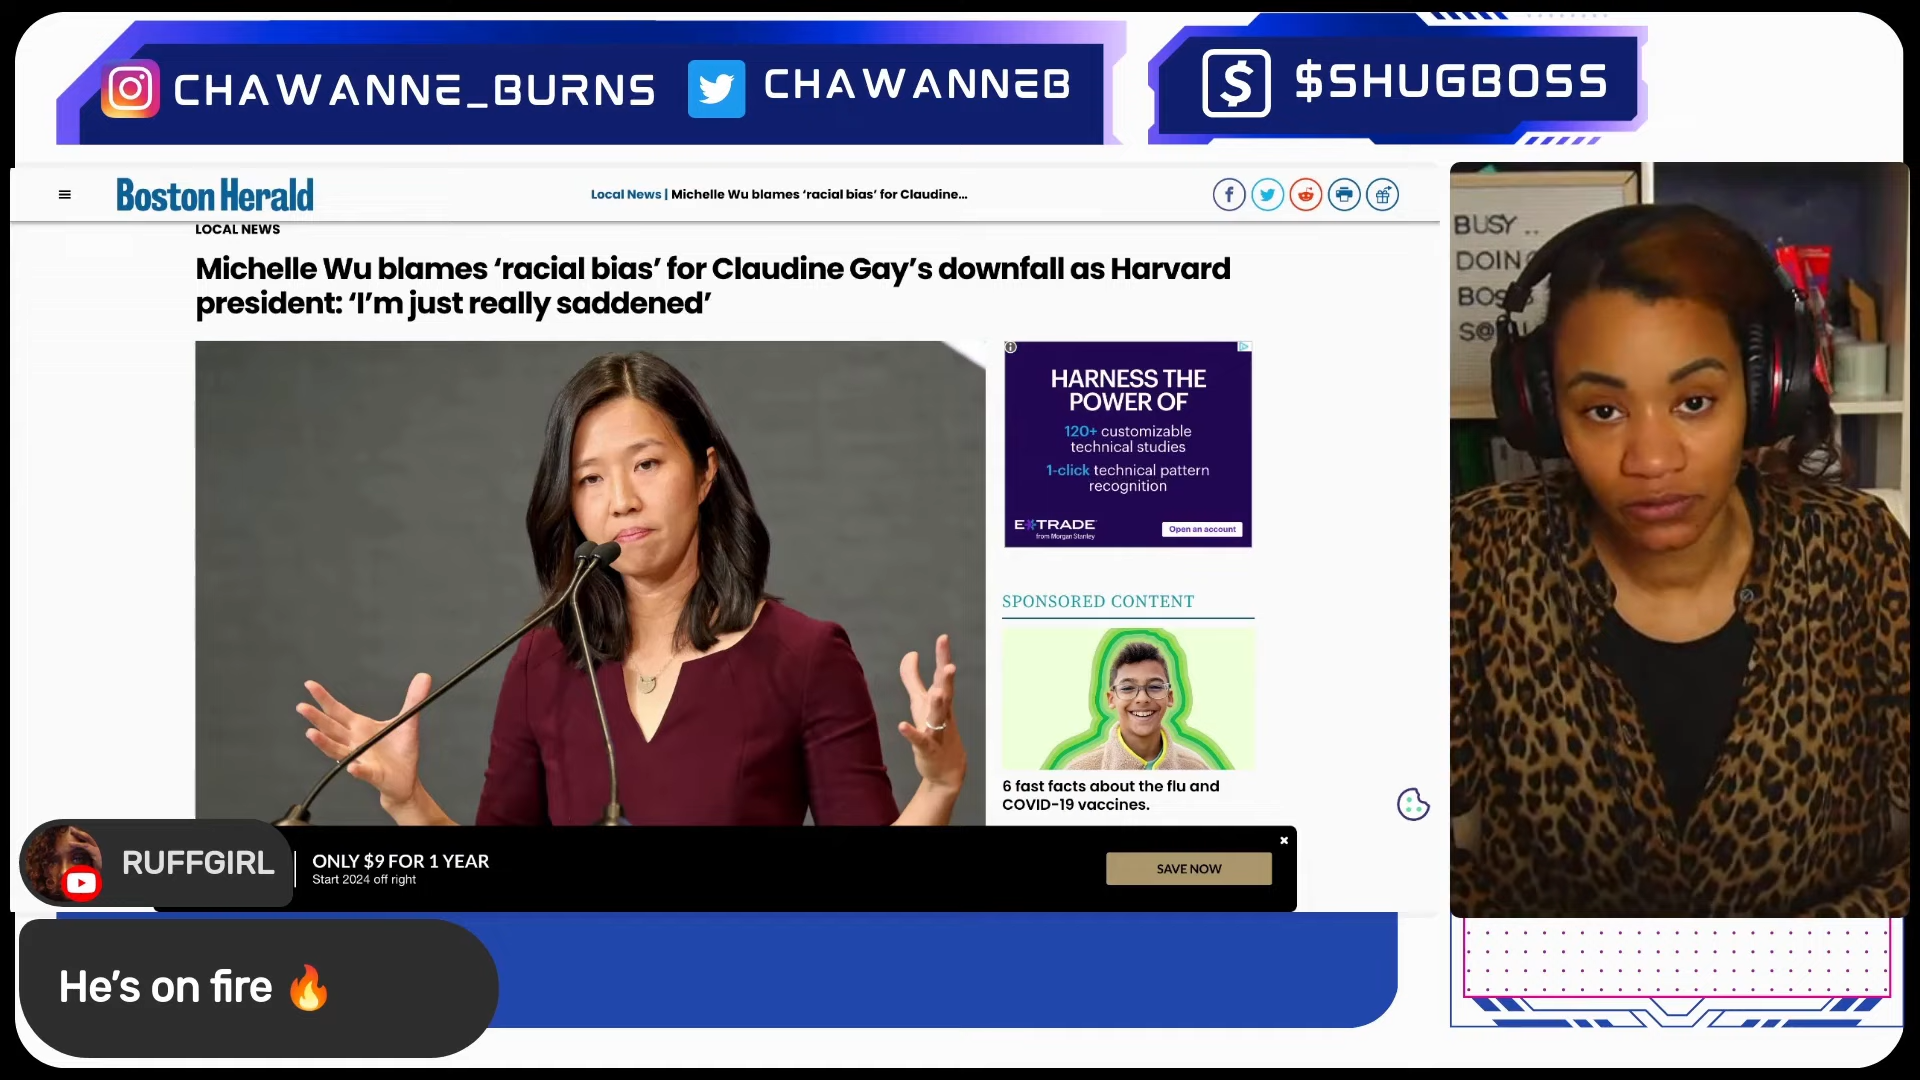 CHAWANNE_BURNS
CHAWANNEB
$SHUGBOSS
Boston Herald
Local News | Michelle Wu blames ‘racial bias’ for Claudine...
LOCAL NEWS
Michelle Wu blames ‘racial bias’ for Claudine Gay’s downfall as Harvard
president: ‘I’m just really saddened’
HARNESS THE
POWER OF
120+ customizable
technical studies
1-click technical pattern
recognition
E*TRADE
from Morgan Stanley
Open an account
SPONSORED CONTENT
6 fast facts about the flu and
COVID-19 vaccines.
ONLY $9 FOR 1 YEAR
Start 2024 off right
SAVE NOW
RUFFGIRL
He’s on fire 🔥
BUSY ..